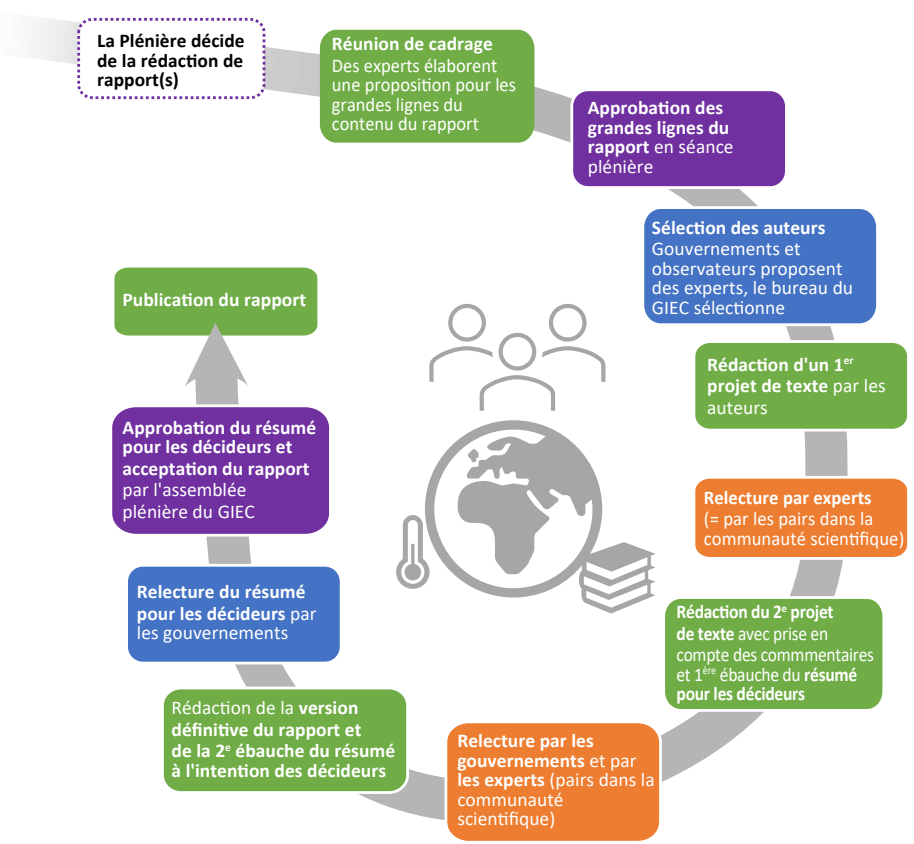 La Plénière décide
de la rédaction de
rapport(s)
Réunion de cadrage
Des experts élaborent
une proposition pour les
grandes lignes du
contenu du rapport
Approbation des
grandes lignes du
rapport en séance
plénière
Sélection des auteurs
Gouvernements et
observateurs proposent
des experts, le bureau du
GIEC sélectionne
Rédaction d'un 1er
projet de texte par les
auteurs
Relecture par experts
(= par les pairs dans la
communauté scientifique)
Rédaction du 2e projet
de texte avec prise en
compte des commmentaires
et 1ère ébauche du résumé
pour les décideurs
Relecture par les
gouvernements et par
les experts (pairs dans la
communauté
scientifique)
Rédaction de la version
définitive du rapport et
de la 2e ébauche du résumé
à l'intention des décideurs
Relecture du résumé
pour les décideurs par
les gouvernements
Approbation du résumé
pour les décideurs et
acceptation du rapport
par l'assemblée
plénière du GIEC
Publication du rapport